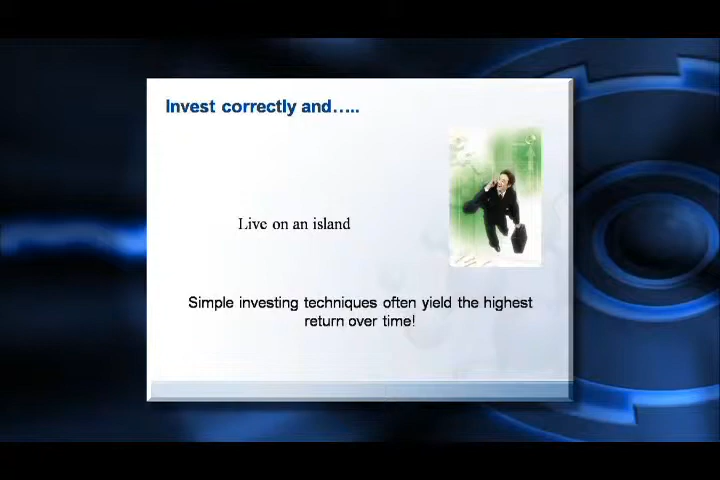 Invest correctly and.....
Live on an island
Simple investing techniques often yield the highest
return over time!